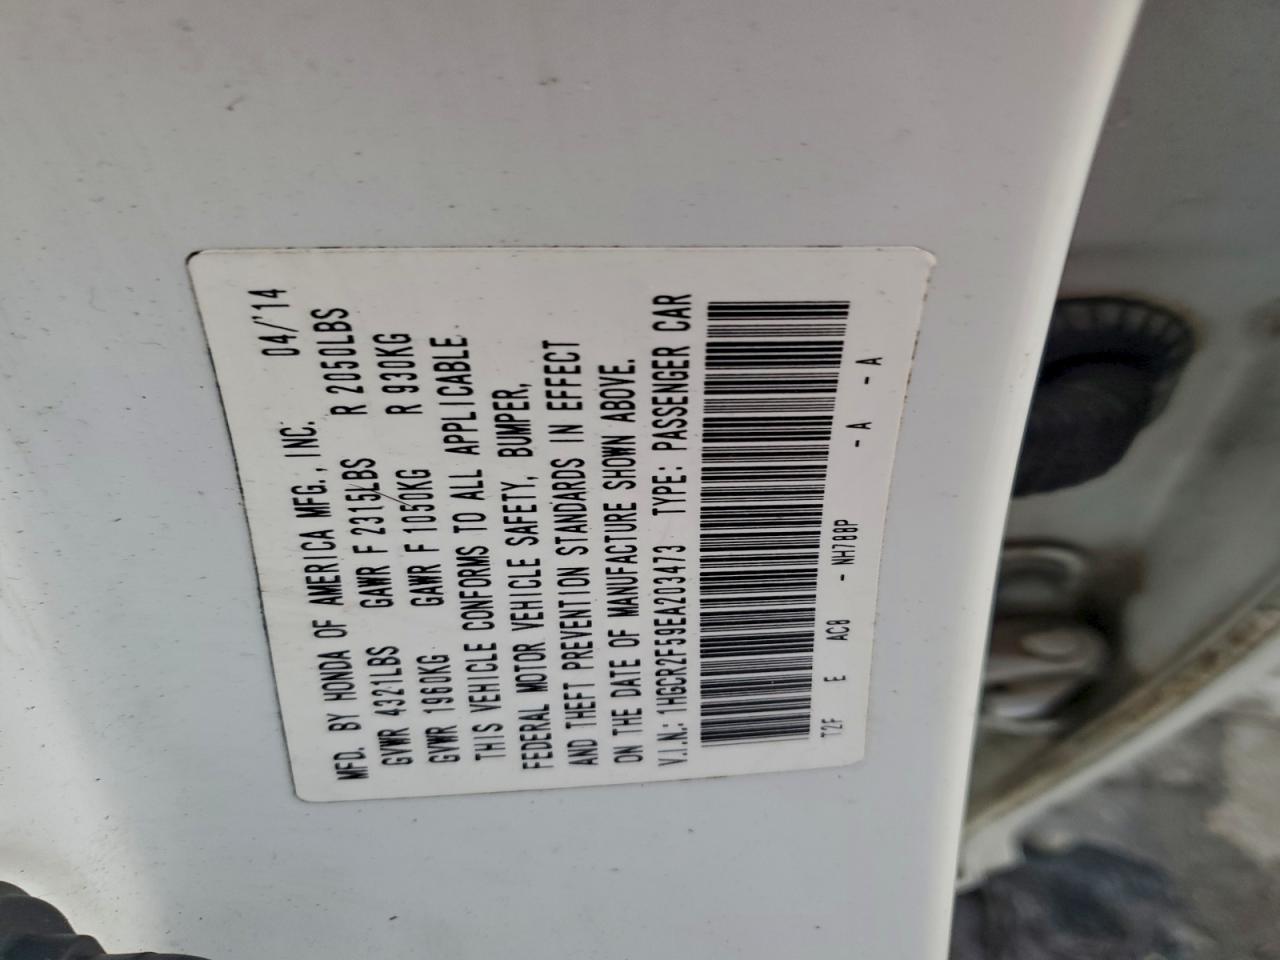 MFD. BY HONDA OF AMERICA MFG., INC. 04/'14
GVWR 4321LBS GAWR F 2315LBS R 2050LBS
GVWR 1960KG GAWR F 1050KG R 930KG
THIS VEHICLE CONFORMS TO ALL APPLICABLE
FEDERAL MOTOR VEHICLE SAFETY, BUMPER,
AND THEFT PREVENTION STANDARDS IN EFFECT
ON THE DATE OF MANUFACTURE SHOWN ABOVE.
V.I.N.: 1HGCR2F59EA203473 TYPE: PASSENGER CAR
T2F E AC8 - NH788P - A - A